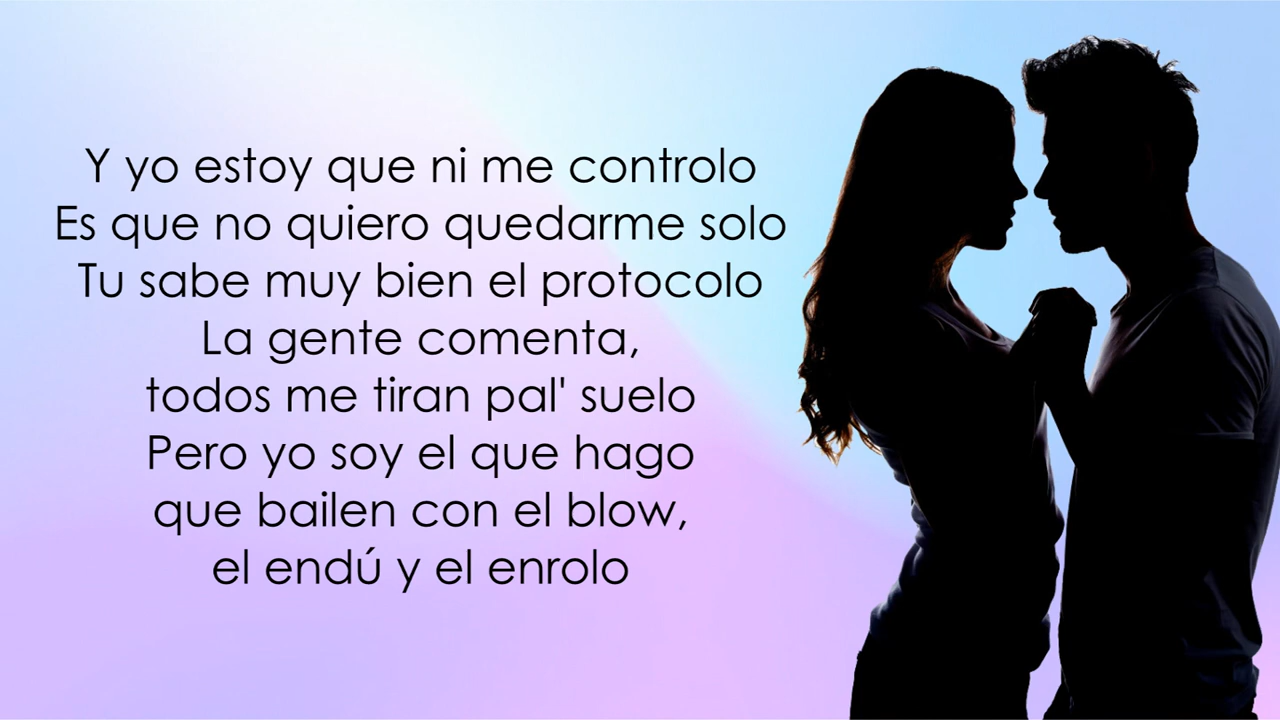 Y yo estoy que ni me controlo
Es que no quiero quedarme solo
Tu sabe muy bien el protocolo
La gente comenta,
todos me tiran pal' suelo
Pero yo soy el que hago
que bailen con el blow,
el endú y el enrolo